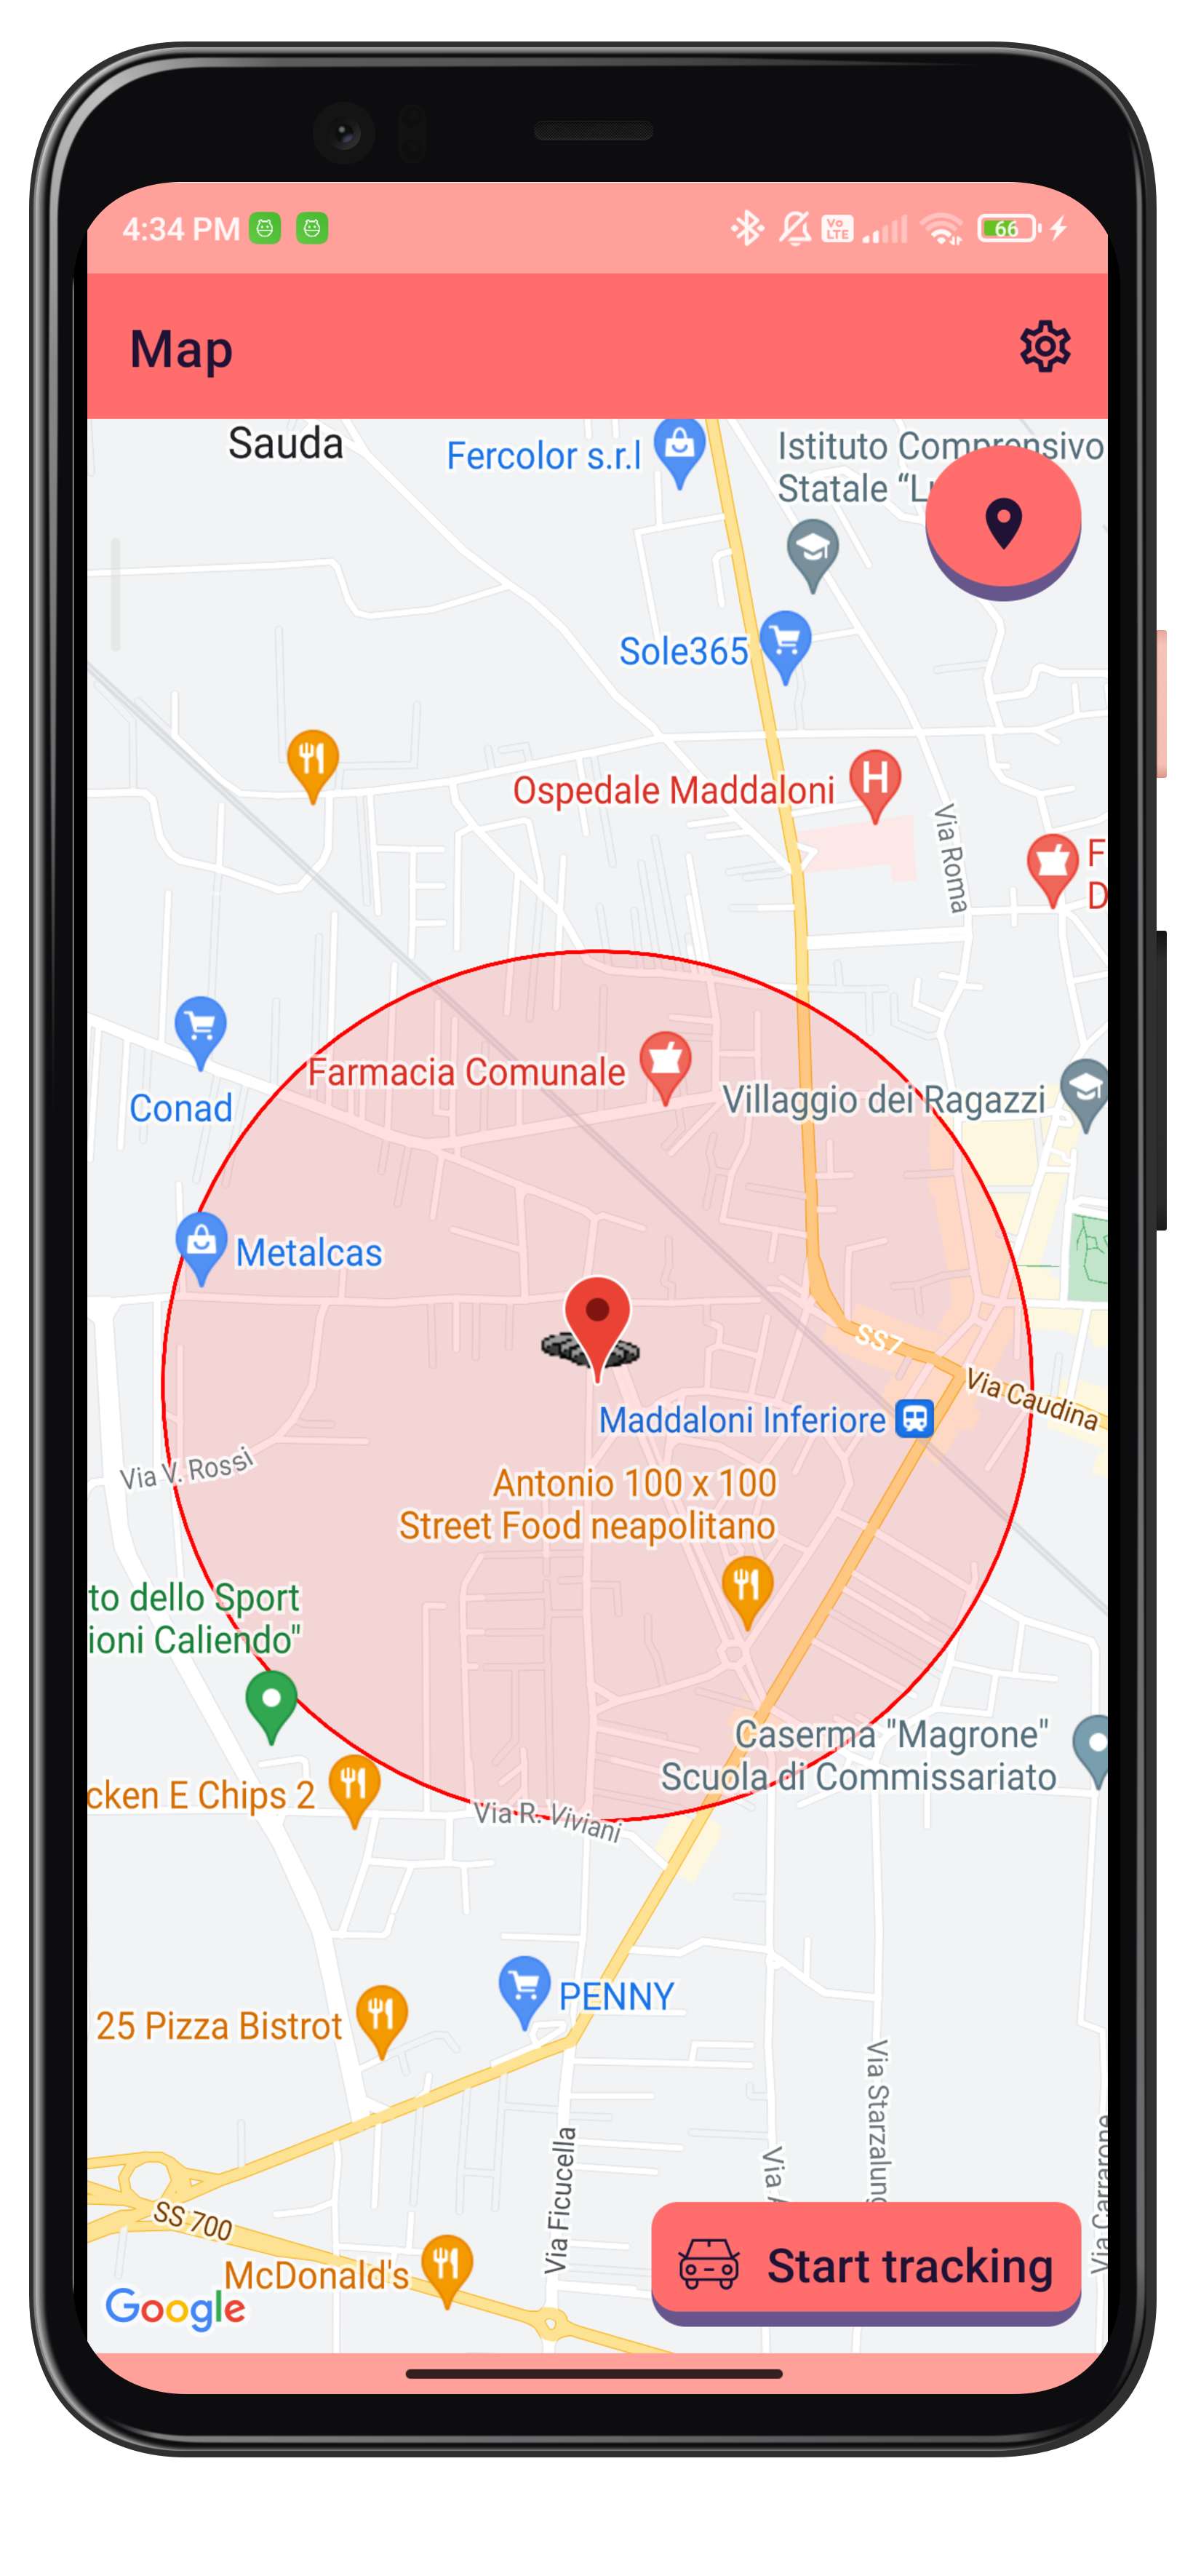 4:34 PM
Vo
LTE
66
Map
Sauda
Fercolor s.r.l
Istituto Comprensivo
Statale
Sole365
Ospedale Maddaloni
H
Via Roma
Conad
Farmacia Comunale
Villaggio dei Ragazzi
Metalcas
SS7
Via Caudina
Maddaloni Inferiore
Via V. Rossi
Antonio 100 x 100
Street Food neapolitano
to dello Sport
ioni Caliendo"
Caserma "Magrone"
Scuola di Commissariato
cken E Chips 2
Via R. Viviani
PENNY
25 Pizza Bistrot
Via Ficucella
Via
Via Starzalung
Via Carrarone
SS 700
McDonald's
Google
Start tracking